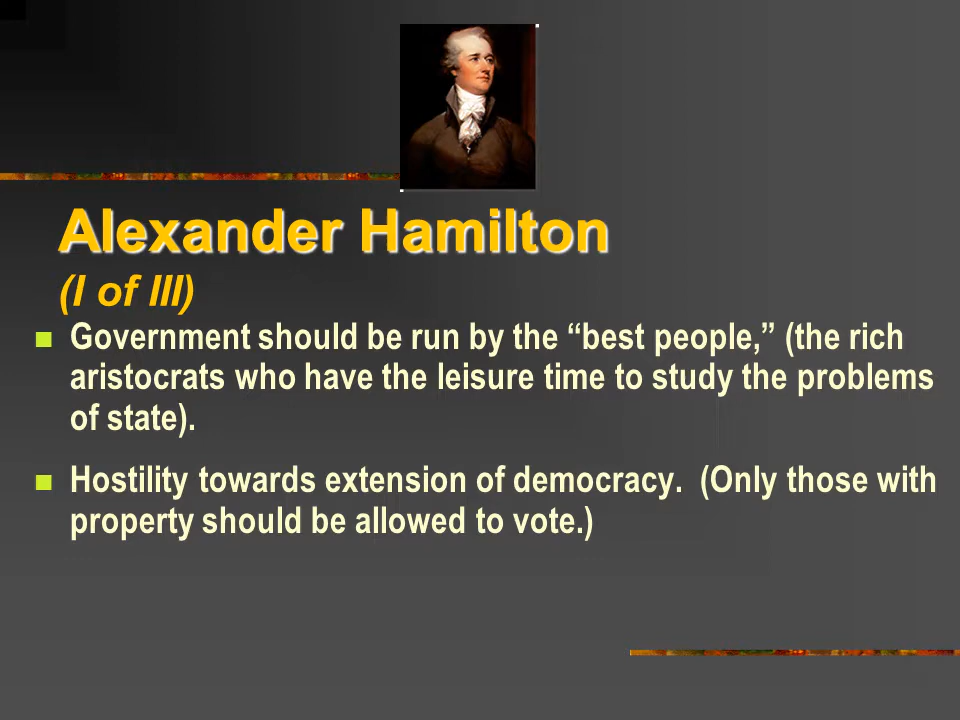 Alexander Hamilton
(I of III)
Government should be run by the “best people,” (the rich
aristocrats who have the leisure time to study the problems
of state).
Hostility towards extension of democracy. (Only those with
property should be allowed to vote.)